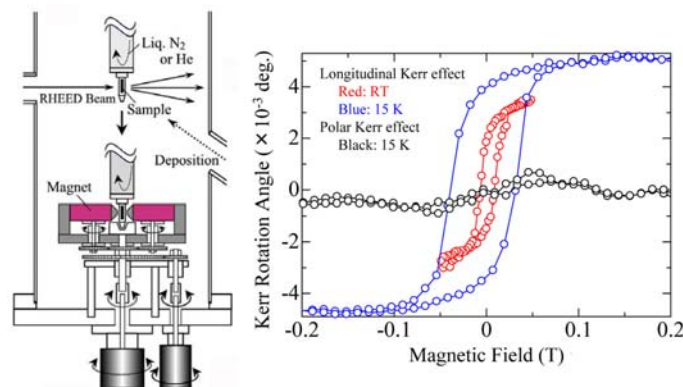 Liq. N2
or He
RHEED Beam
Sample
Deposition
Magnet
Kerr Rotation Angle ( × 10-3 deg.)
4
2
0
-2
-4
Longitudinal Kerr effect
Red: RT
Blue: 15 K
Polar Kerr effect
Black: 15 K
-0.2
-0.1
0
0.1
0.2
Magnetic Field (T)